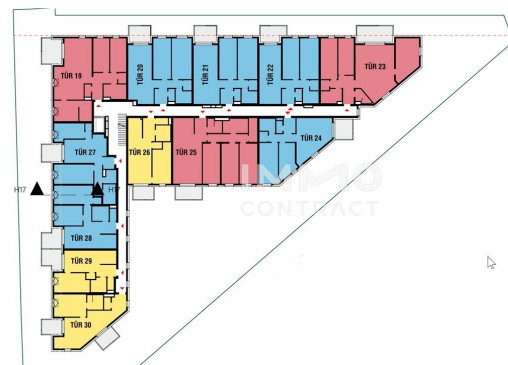 TÜR 19
TÜR 20
TÜR 21
TÜR 22
TÜR 23
TÜR 24
TÜR 25
TÜR 26
TÜR 27
H17
H17
TÜR 28
TÜR 29
TÜR 30
IMMO
CONTRACT